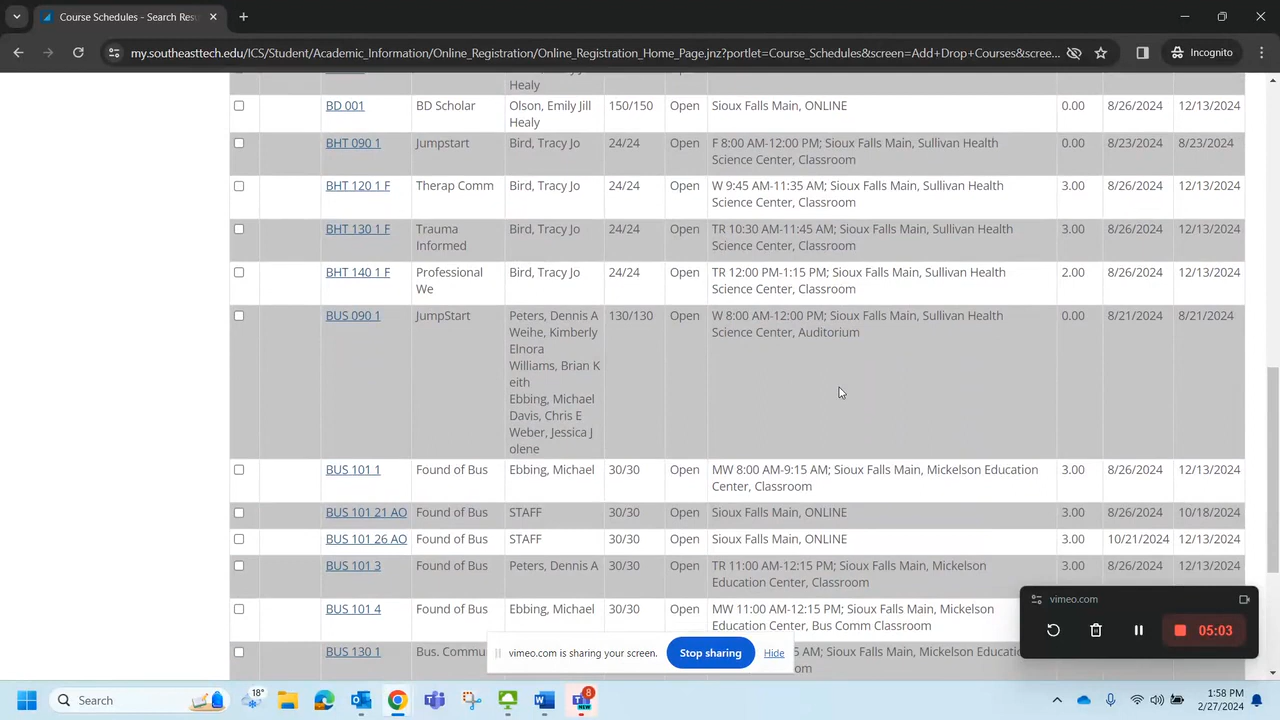 Course Schedules - Search Resu
my.southeasttech.edu/ICS/Student/Academic_Information/Online_Registration/Online_Registration_Home_Page.jnz?portlet=Course_Schedules&screen=Add+Drop+Courses&scree...
Incognito
Healy
BD 001 BD Scholar Olson, Emily Jill 150/150 Open Sioux Falls Main, ONLINE 0.00 8/26/2024 12/13/2024
Healy
BHT 090 1 Jumpstart Bird, Tracy Jo 24/24 Open F 8:00 AM-12:00 PM; Sioux Falls Main, Sullivan Health 0.00 8/23/2024 8/23/2024
Science Center, Classroom
BHT 120 1 F Therap Comm Bird, Tracy Jo 24/24 Open W 9:45 AM-11:35 AM; Sioux Falls Main, Sullivan Health 3.00 8/26/2024 12/13/2024
Science Center, Classroom
BHT 130 1 F Trauma Bird, Tracy Jo 24/24 Open TR 10:30 AM-11:45 AM; Sioux Falls Main, Sullivan Health 3.00 8/26/2024 12/13/2024
Informed Science Center, Classroom
BHT 140 1 F Professional Bird, Tracy Jo 24/24 Open TR 12:00 PM-1:15 PM; Sioux Falls Main, Sullivan Health 2.00 8/26/2024 12/13/2024
We Science Center, Classroom
BUS 090 1 JumpStart Peters, Dennis A 130/130 Open W 8:00 AM-12:00 PM; Sioux Falls Main, Sullivan Health 0.00 8/21/2024 8/21/2024
Weihe, Kimberly Science Center, Auditorium
Elnora
Williams, Brian K
eith
Ebbing, Michael
Davis, Chris E
Weber, Jessica J
olene
BUS 101 1 Found of Bus Ebbing, Michael 30/30 Open MW 8:00 AM-9:15 AM; Sioux Falls Main, Mickelson Education 3.00 8/26/2024 12/13/2024
Center, Classroom
BUS 101 21 AO Found of Bus STAFF 30/30 Open Sioux Falls Main, ONLINE 3.00 8/26/2024 10/18/2024
BUS 101 26 AO Found of Bus STAFF 30/30 Open Sioux Falls Main, ONLINE 3.00 10/21/2024 12/13/2024
BUS 101 3 Found of Bus Peters, Dennis A 30/30 Open TR 11:00 AM-12:15 PM; Sioux Falls Main, Mickelson 3.00 8/26/2024 12/13/2024
Education Center, Classroom
BUS 101 4 Found of Bus Ebbing, Michael 30/30 Open MW 11:00 AM-12:15 PM; Sioux Falls Main, Mickelson
Education Center, Bus Comm Classroom
BUS 130 1 Bus. Commu 5 AM; Sioux Falls Main, Mickelson Educatio
om
vimeo.com
05:03
vimeo.com is sharing your screen. Stop sharing Hide
Search
18°
8
NEW
1:58 PM
2/27/2024